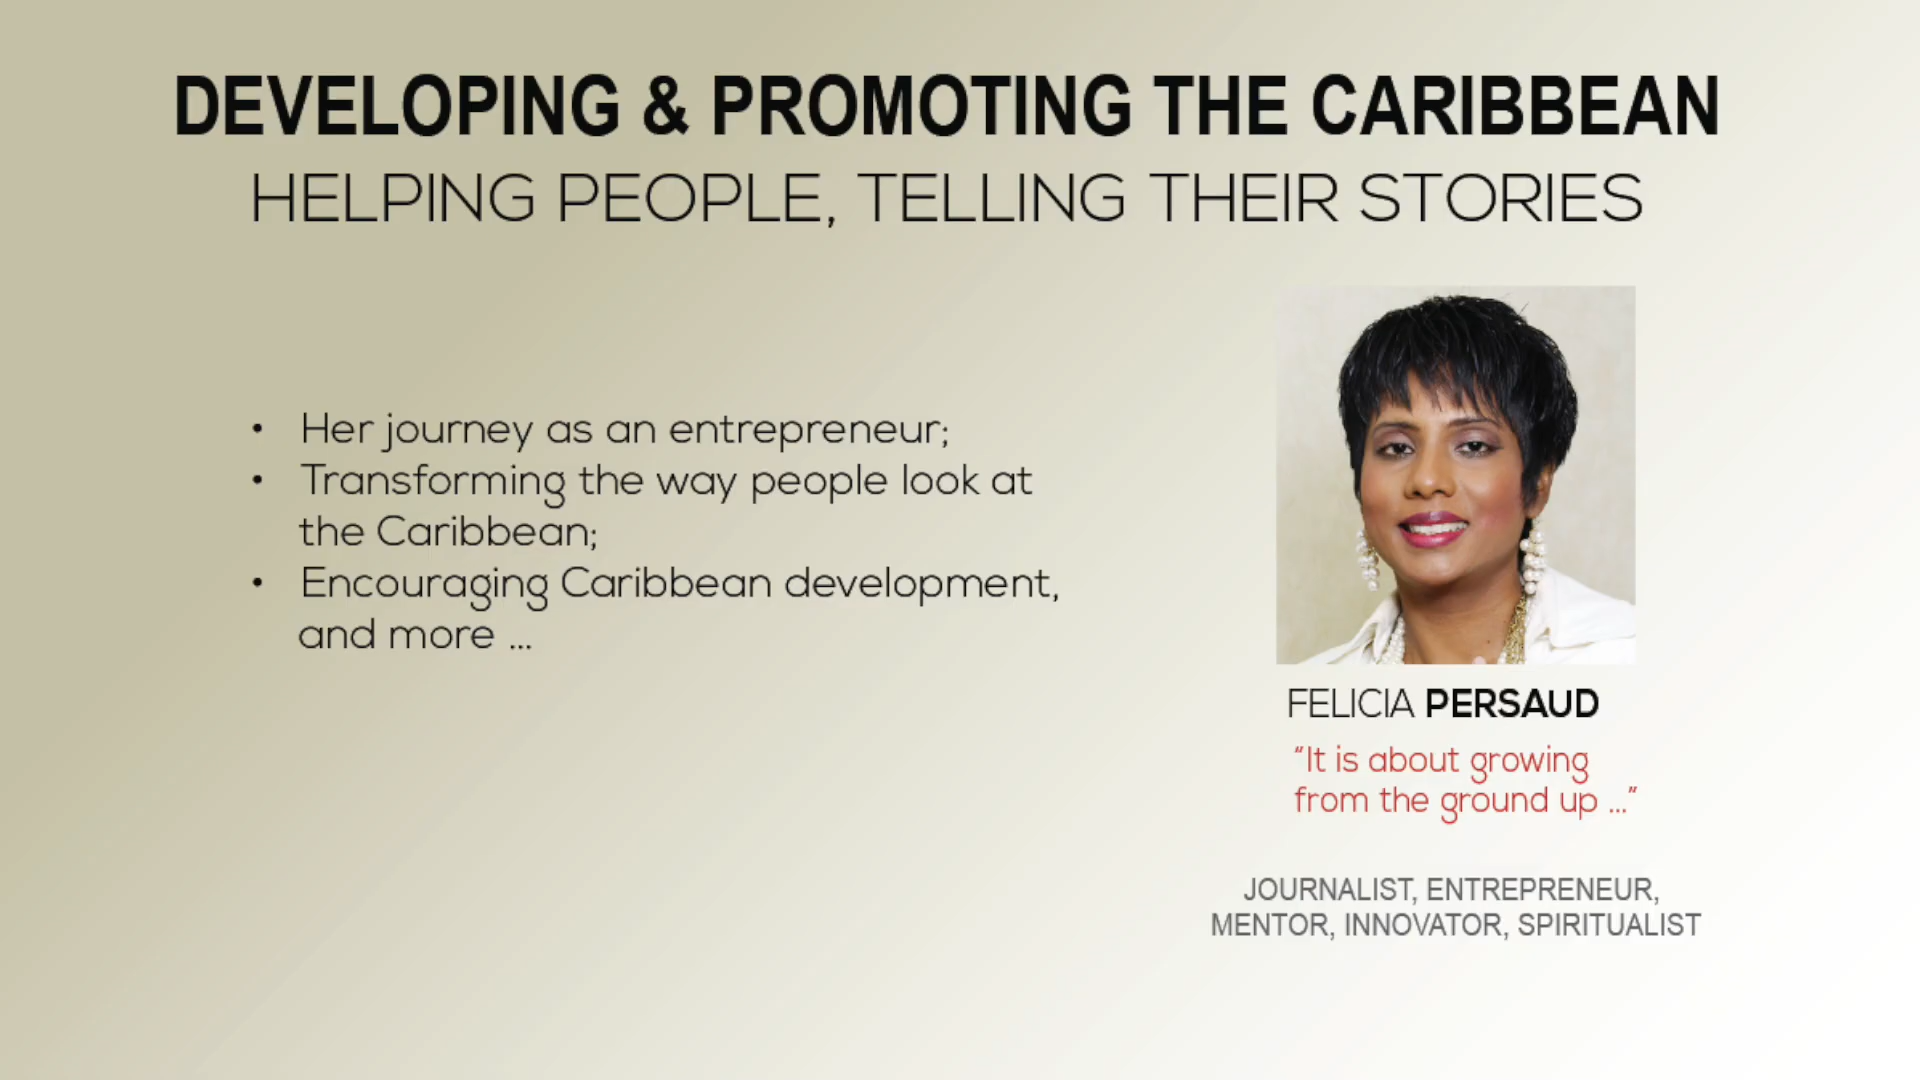 DEVELOPING & PROMOTING THE CARIBBEAN
HELPING PEOPLE, TELLING THEIR STORIES
• Her journey as an entrepreneur;
• Transforming the way people look at
the Caribbean;
• Encouraging Caribbean development,
and more ...
FELICIA PERSAUD
“It is about growing
from the ground up ...”
JOURNALIST, ENTREPRENEUR,
MENTOR, INNOVATOR, SPIRITUALIST